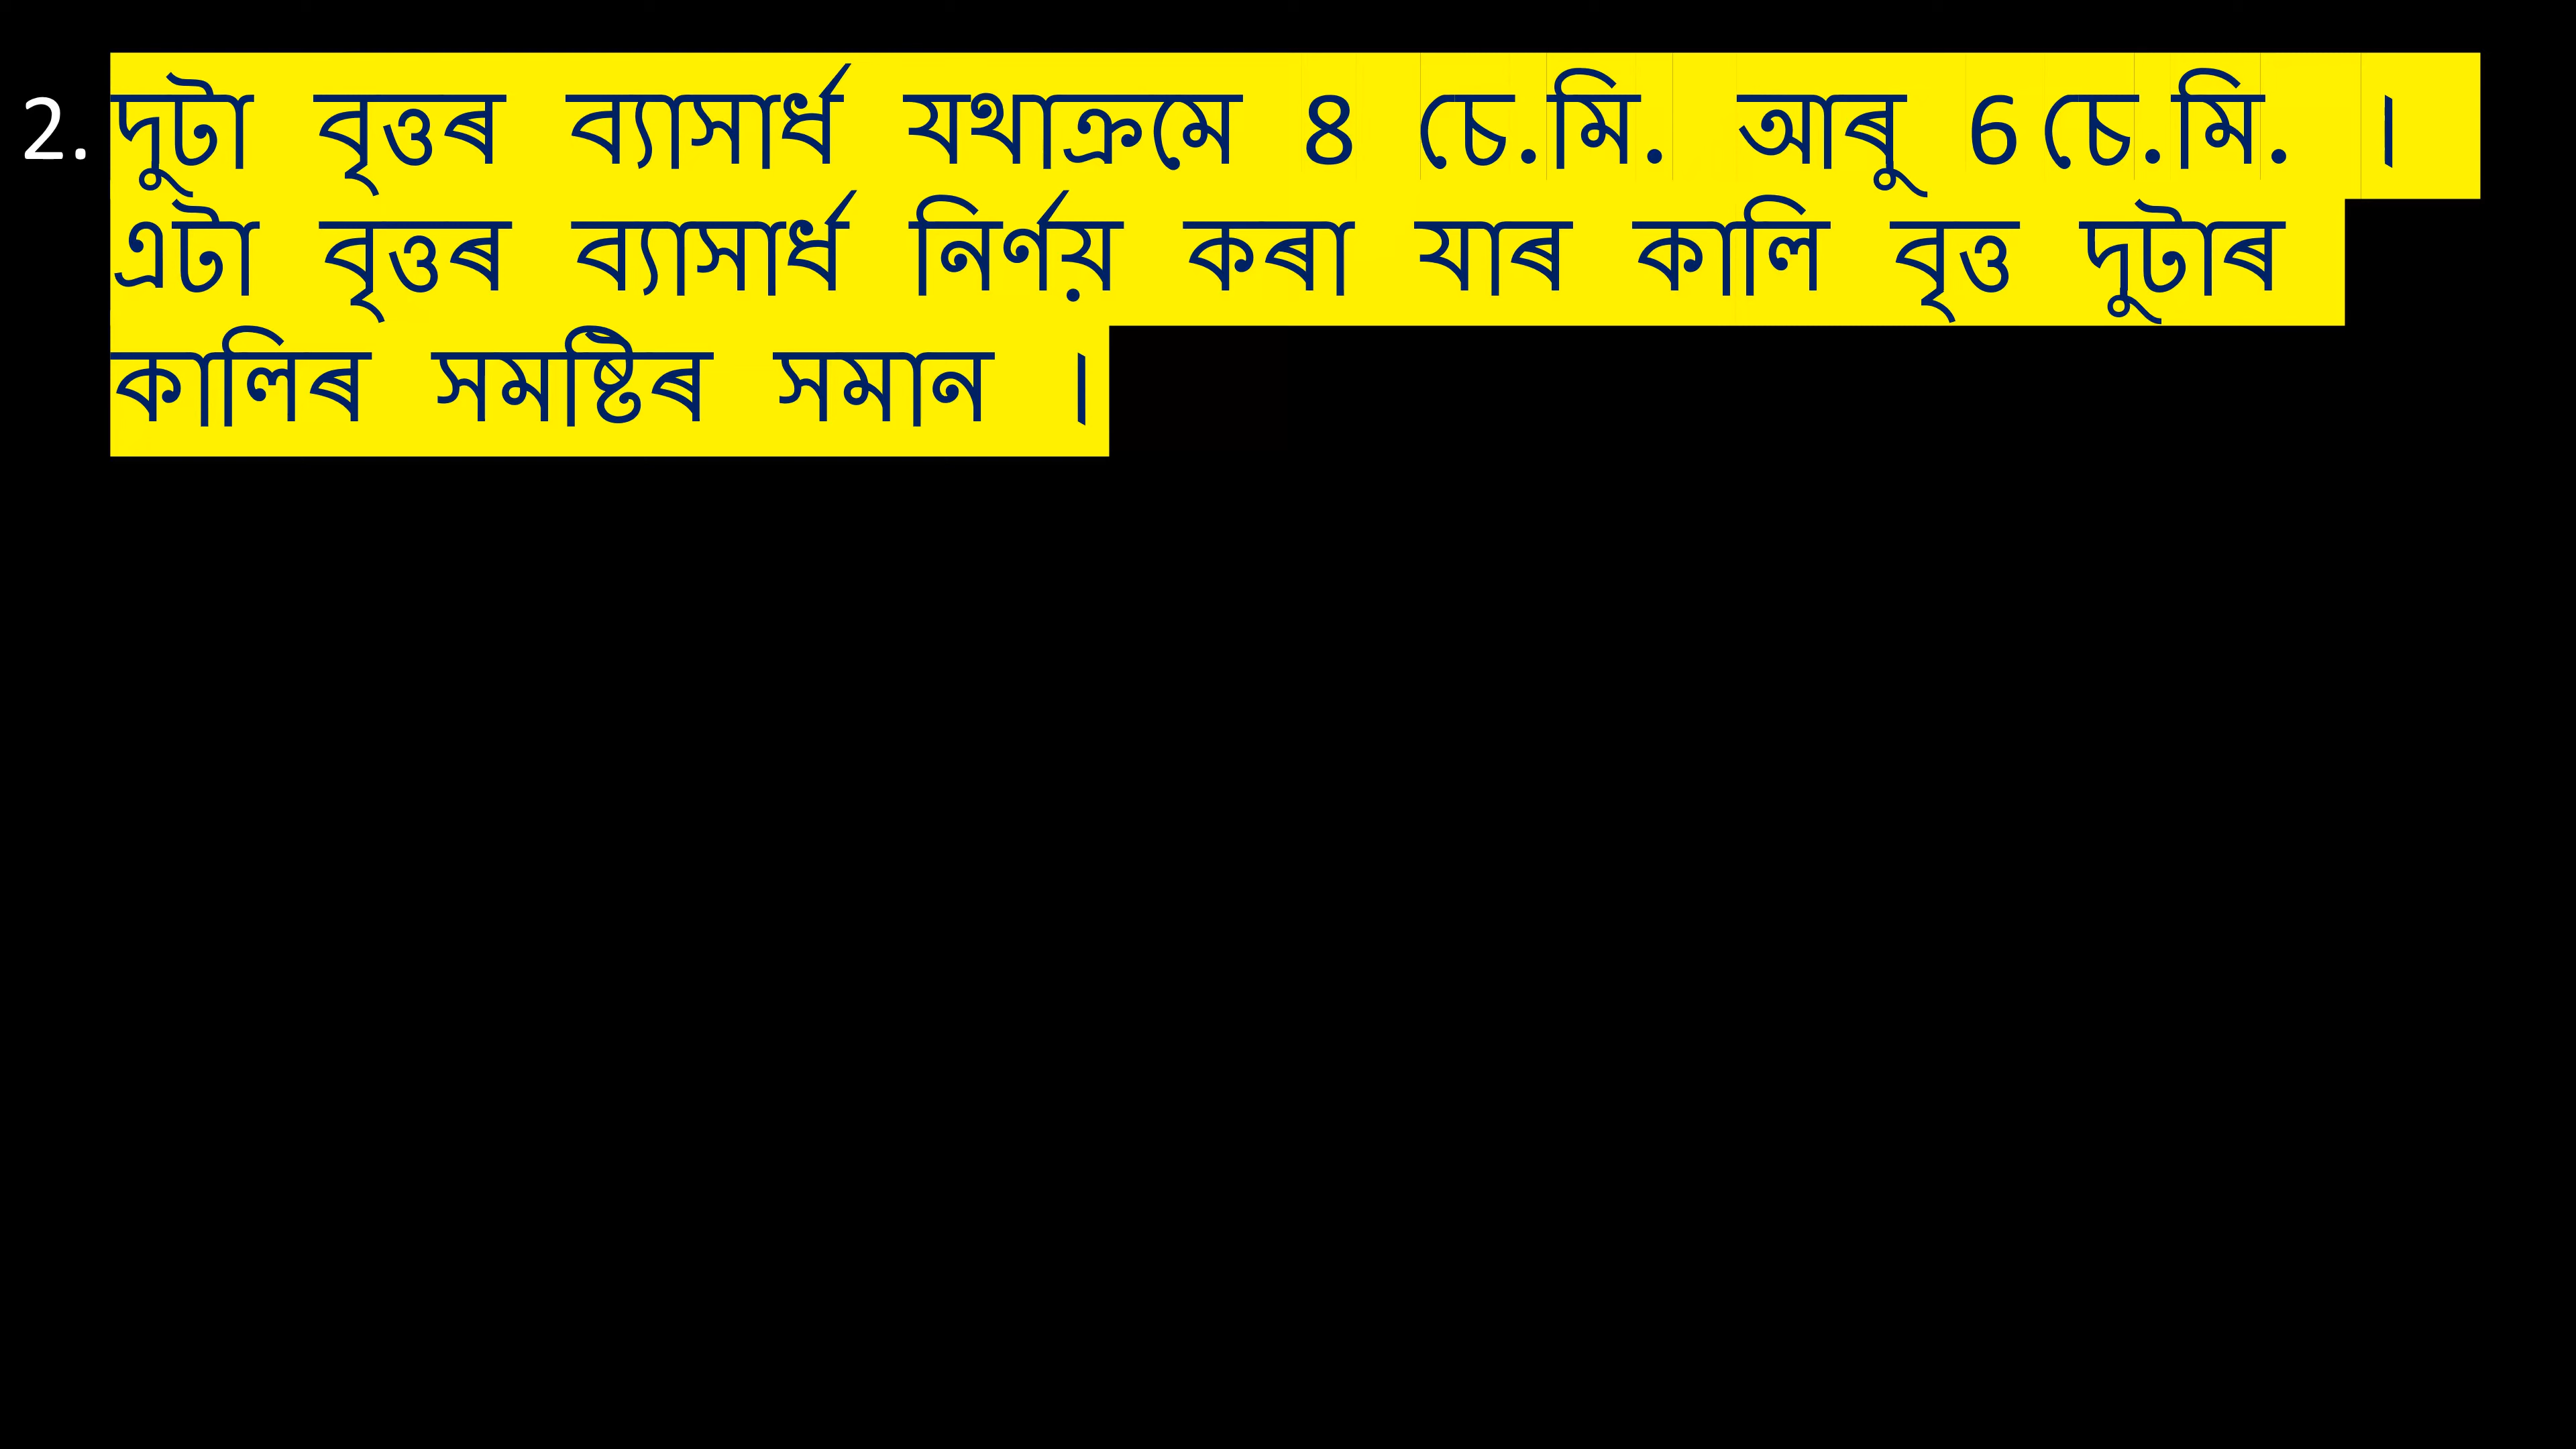 2. দুটা বৃত্তৰ ব্যাসাৰ্ধ যথাক্ৰমে 8 চে.মি. আৰু 6 চে.মি. ।
এটা বৃত্তৰ ব্যাসাৰ্ধ নিৰ্ণয় কৰা যাৰ কালি বৃত্ত দুটাৰ
কালিৰ সমষ্টিৰ সমান ।